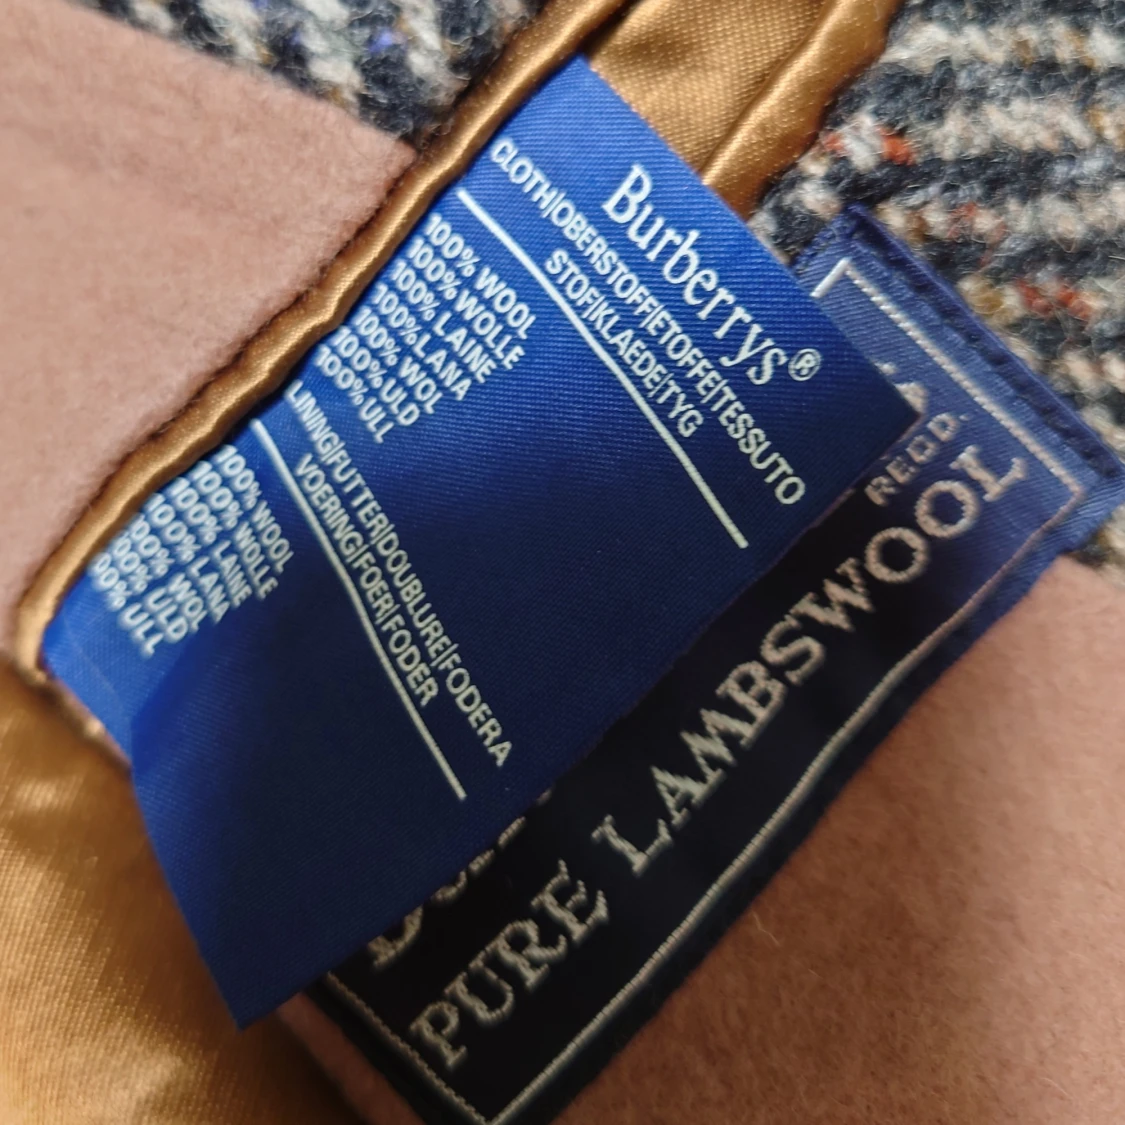 Burberrys®
CLOTH|OBERSTOFF|ETOFFE|TESSUTO
STOF|KLAEDE|TYG
100% WOOL
100% WOLLE
100% LAINE
100% LANA
100% WOL
100% ULD
100% ULL
LINING|FUTTER|DOUBLURE|FODERA
VOERING|FOER|FODER
100% WOOL
100% WOLLE
100% LAINE
100% LANA
100% WOL
00% ULD
00% ULL
REGD.
PURE LAMBSWOOL